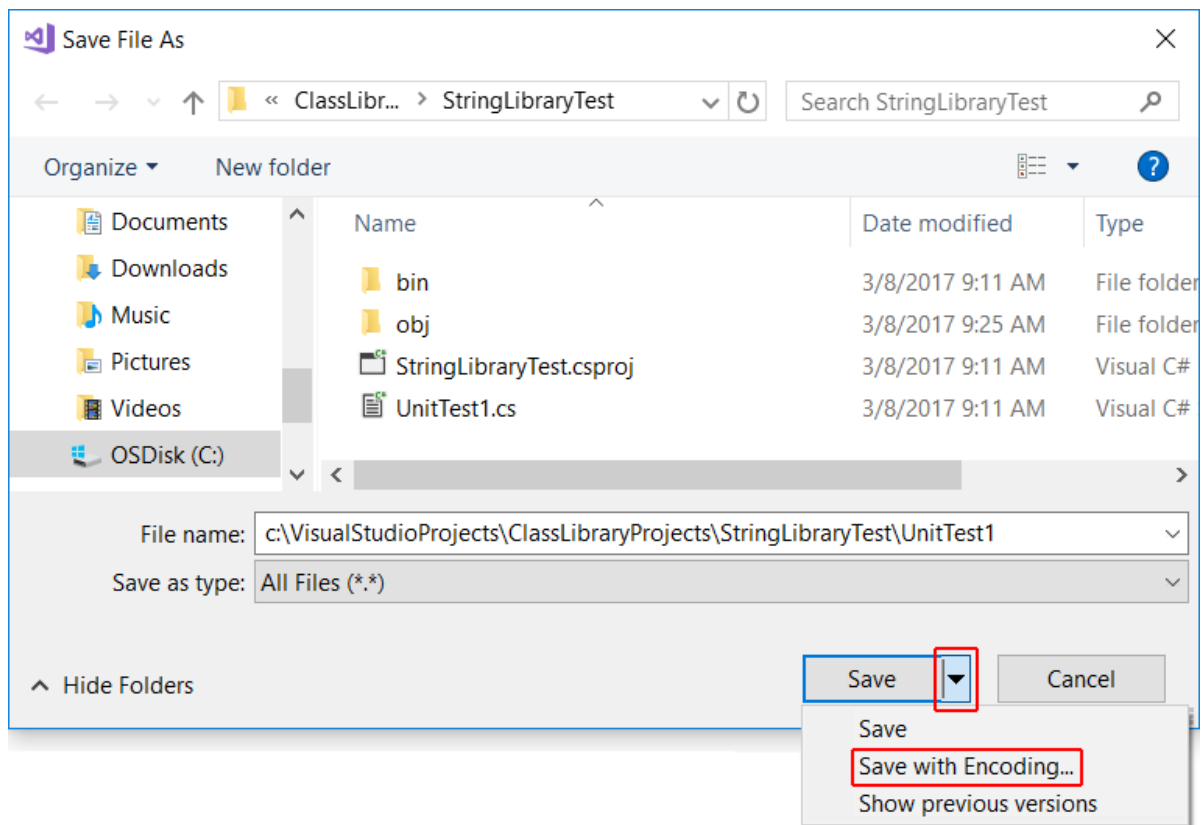 Save File As
« ClassLibr... > StringLibraryTest
Search StringLibraryTest
Organize
New folder
?
Documents
Downloads
Music
Pictures
Videos
OSDisk (C:)
Name Date modified Type
bin 3/8/2017 9:11 AM File folder
obj 3/8/2017 9:25 AM File folder
StringLibraryTest.csproj 3/8/2017 9:11 AM Visual C#
UnitTest1.cs 3/8/2017 9:11 AM Visual C#
File name: c:\VisualStudioProjects\ClassLibraryProjects\StringLibraryTest\UnitTest1
Save as type: All Files (*.*)
Hide Folders
Save
Cancel
Save
Save with Encoding...
Show previous versions